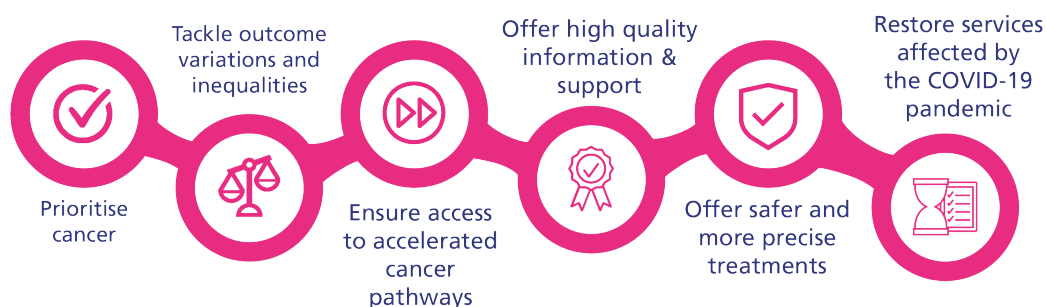 Prioritise
cancer
Tackle outcome
variations and
inequalities
Ensure access
to accelerated
cancer
pathways
Offer high quality
information &
support
Offer safer and
more precise
treatments
Restore services
affected by
the COVID-19
pandemic